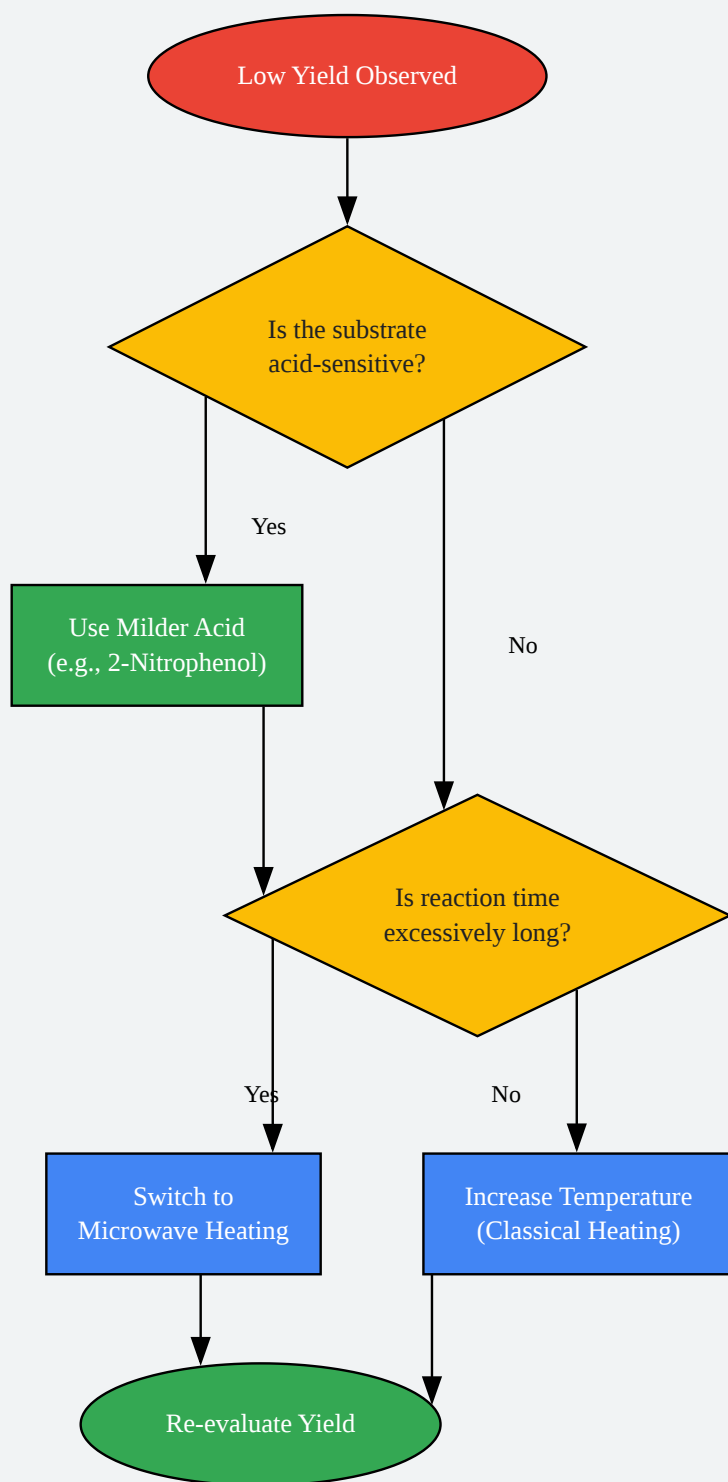 Low Yield Observed
Is the substrate
acid-sensitive?
Yes
Use Milder Acid
(e.g., 2-Nitrophenol)
No
Is reaction time
excessively long?
Yes
No
Switch to
Microwave Heating
Increase Temperature
(Classical Heating)
Re-evaluate Yield